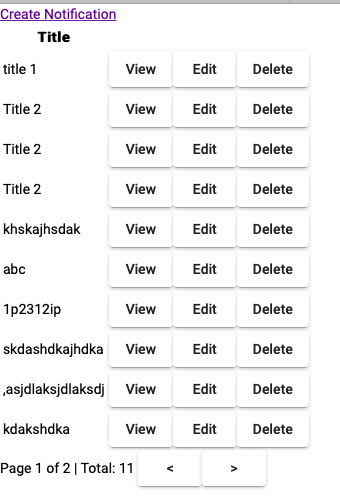 Create Notification
Title
title 1 View Edit Delete
Title 2 View Edit Delete
Title 2 View Edit Delete
Title 2 View Edit Delete
khskajhsdak View Edit Delete
abc View Edit Delete
1p2312ip View Edit Delete
skdashdkajhdka View Edit Delete
,asjdlaksjdlaksdj View Edit Delete
kdakshdka View Edit Delete
Page 1 of 2 | Total: 11 < >